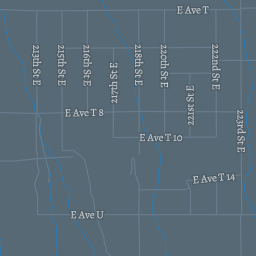 E Ave T
213th St E
215th St E
216th St E
217th St E
218th St E
220th St E
221st St E
222nd St E
223rd St E
E Ave T 8
E Ave T 10
E Ave T 14
E Ave U